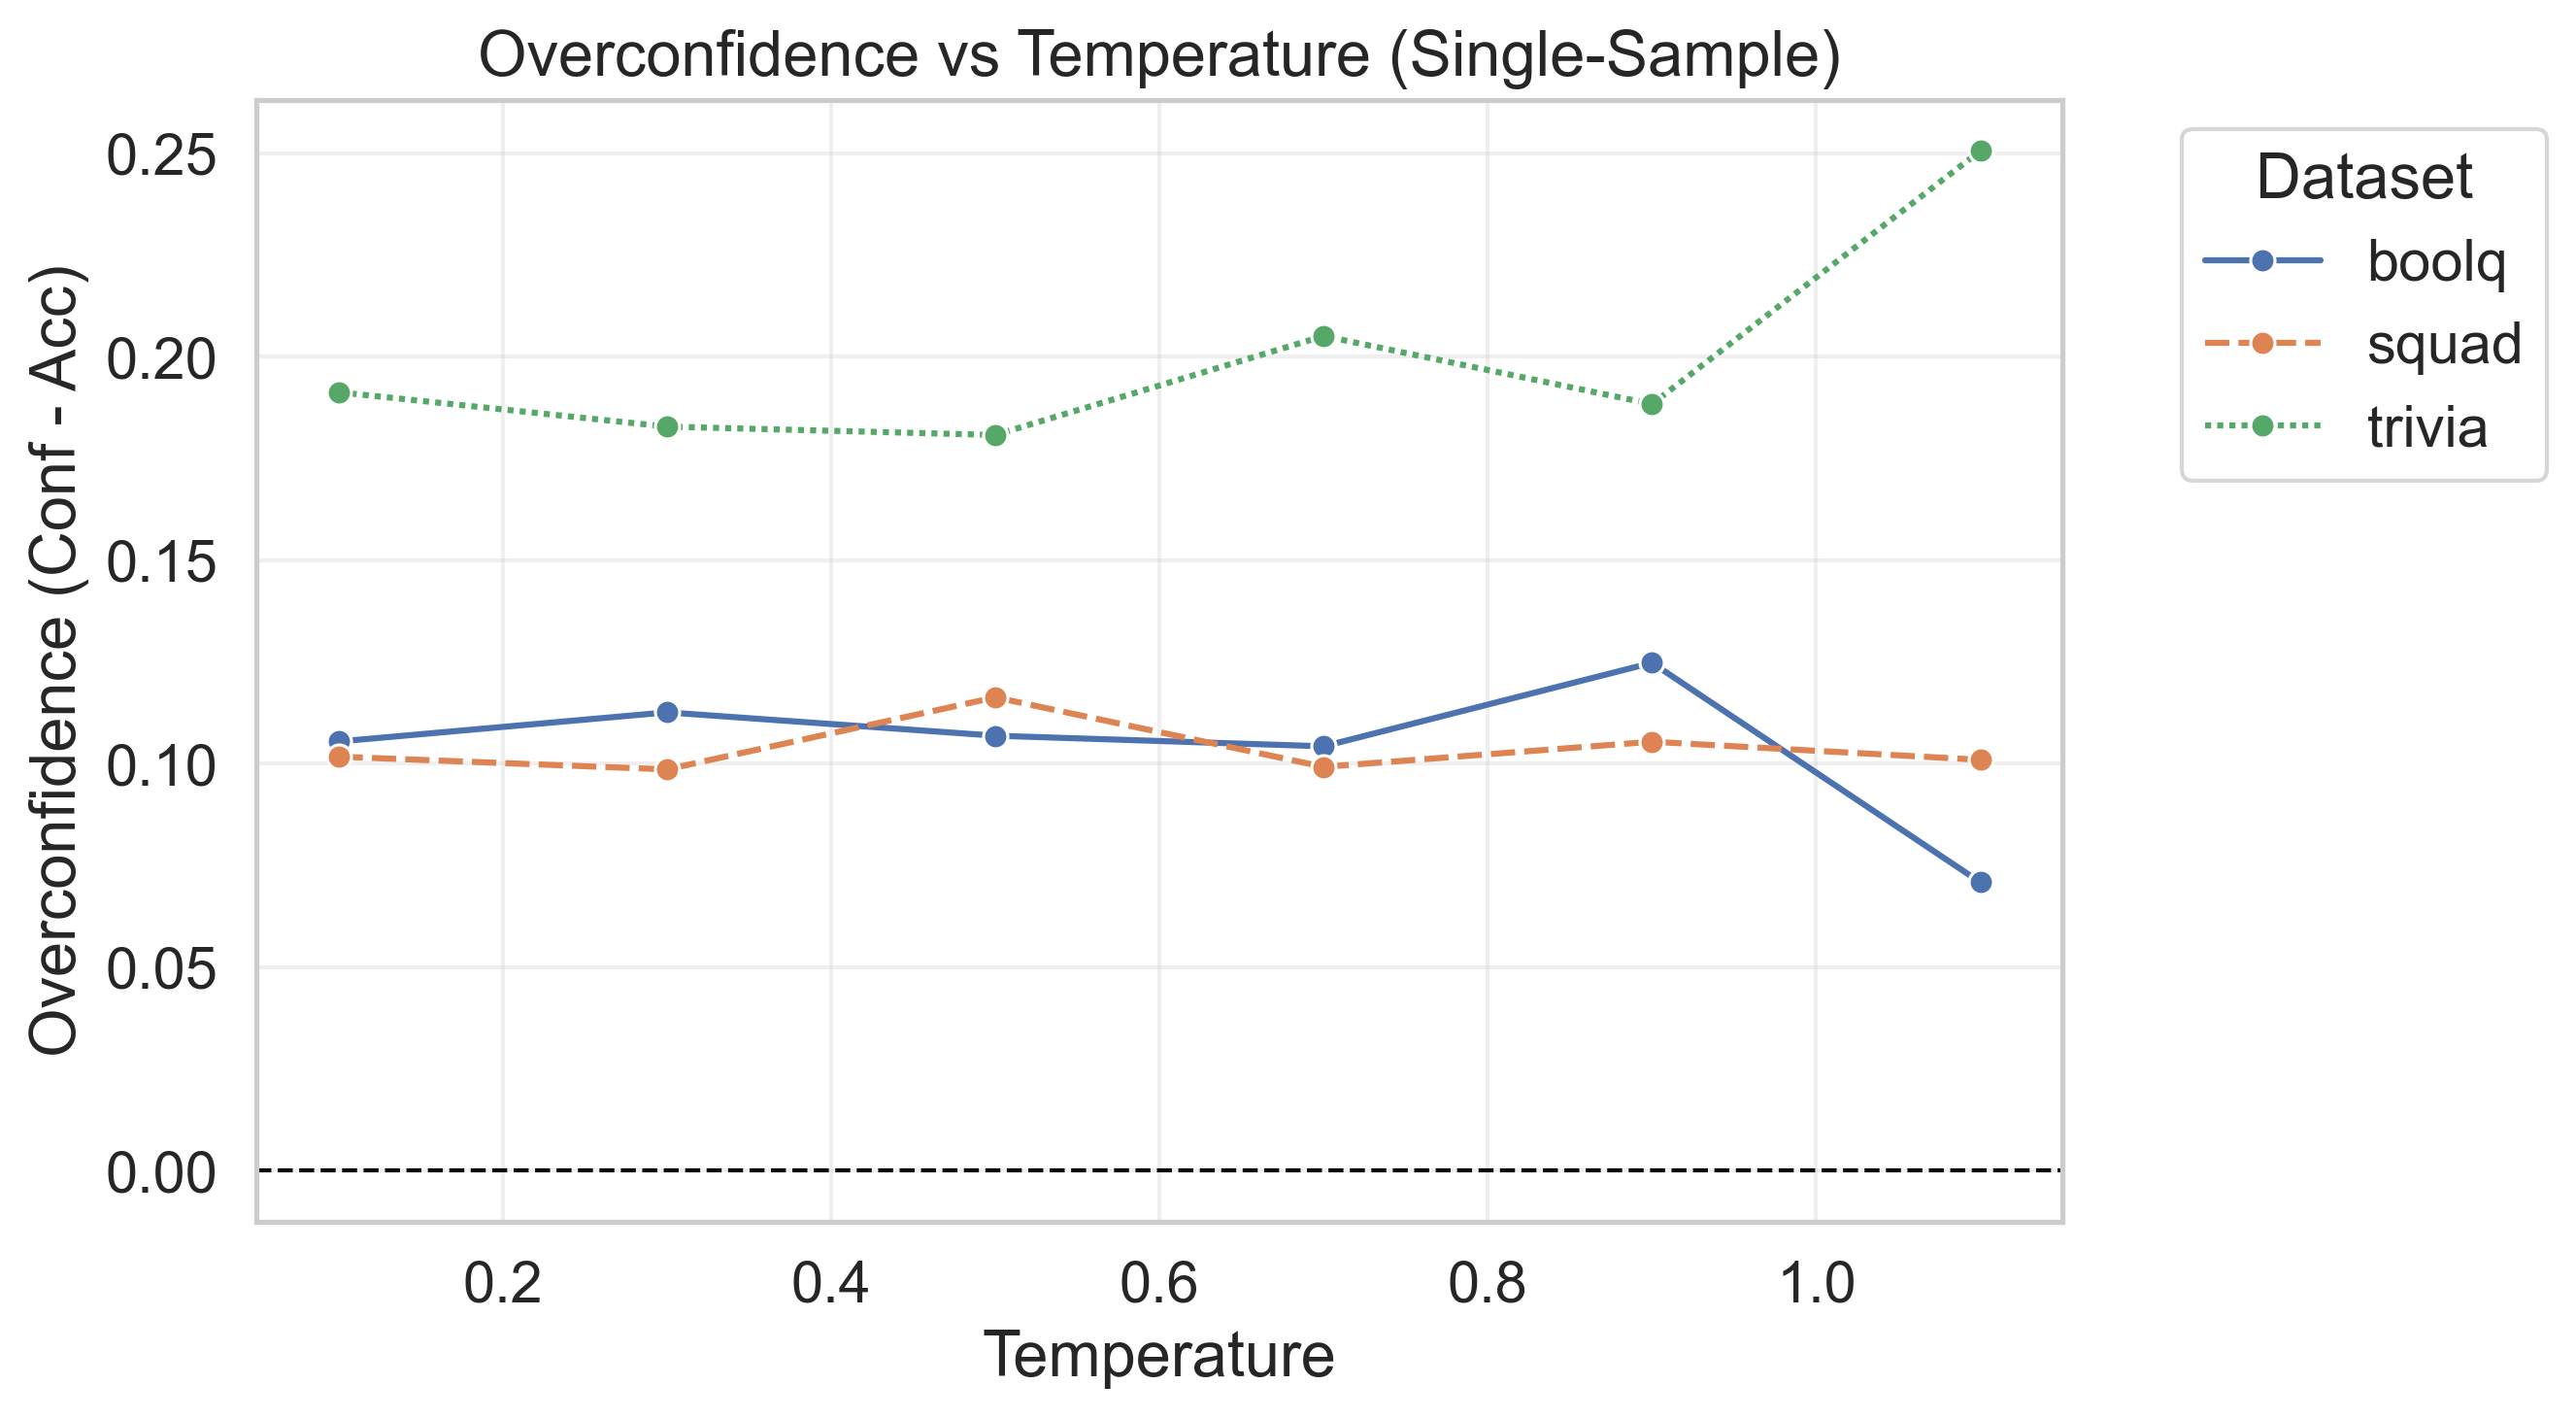 Overconfidence vs Temperature (Single-Sample)
Overconfidence (Conf - Acc)
0.25
0.20
0.15
0.10
0.05
0.00
0.2 0.4 0.6 0.8 1.0
Temperature
Dataset
boolq
squad
trivia